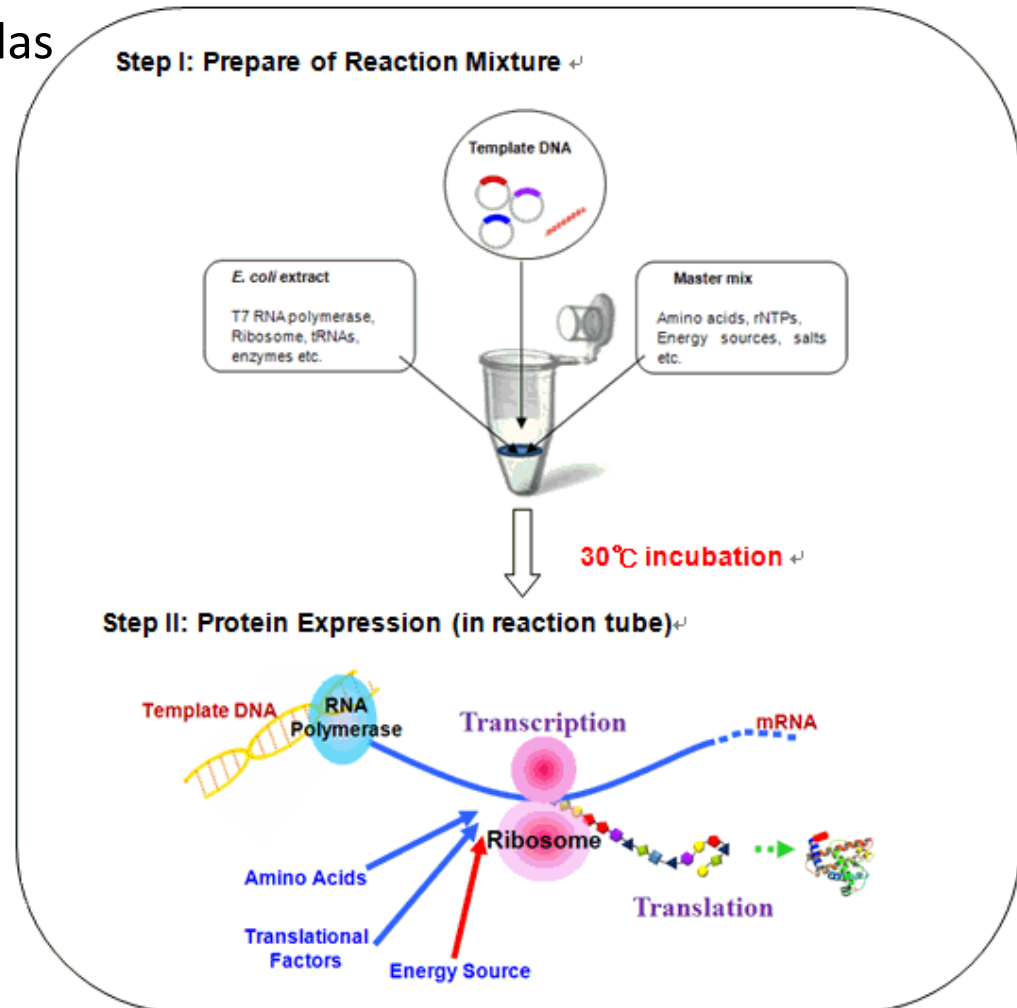 las
Step I: Prepare of Reaction Mixture ↵
Template DNA
E. coli extract
T7 RNA polymerase,
Ribosome, tRNAs,
enzymes etc.
Master mix
Amino acids, rNTPs,
Energy sources, salts
etc.
30℃ incubation ↵
Step II: Protein Expression (in reaction tube)↵
Template DNA
RNA
Polymerase
Transcription
mRNA
Ribosome
Amino Acids
Translation
Translational
Factors
Energy Source